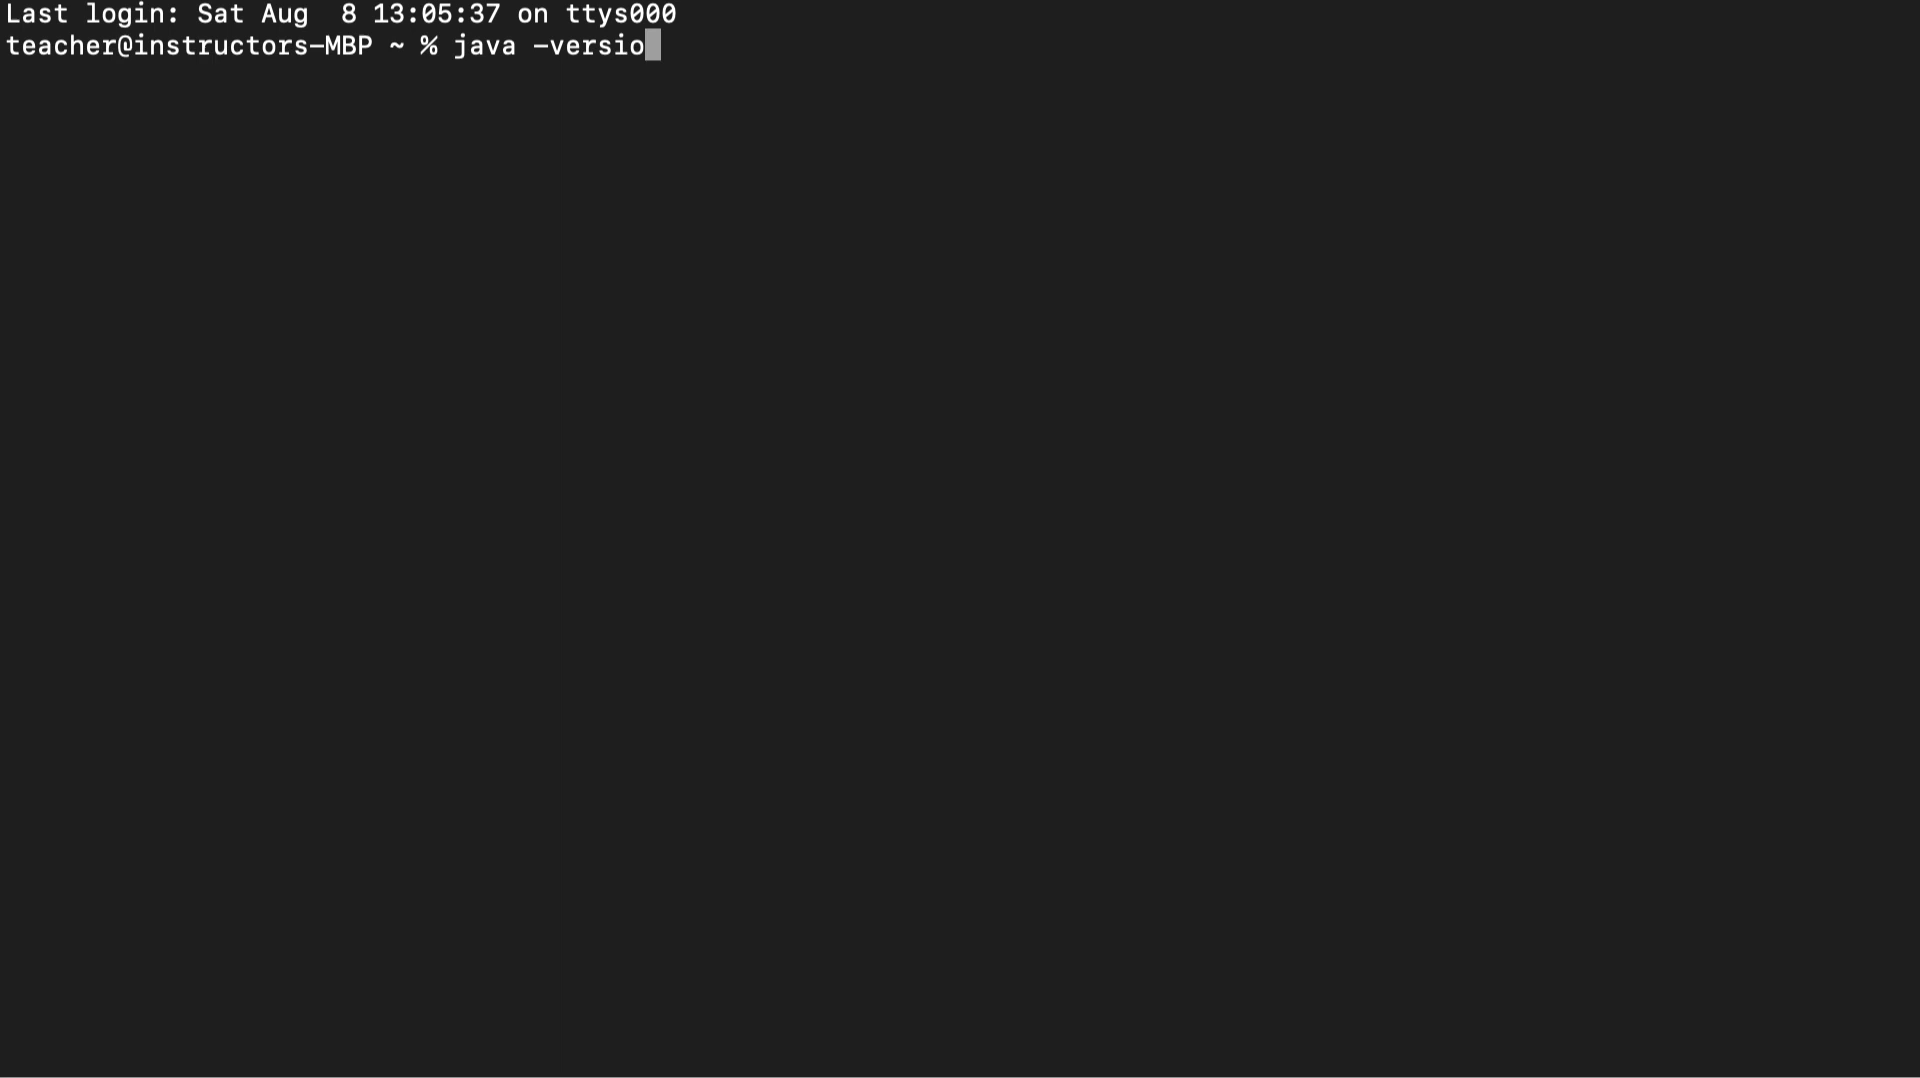 Last login: Sat Aug  8 13:05:37 on ttys000
teacher@instructors-MBP ~ % java -versio